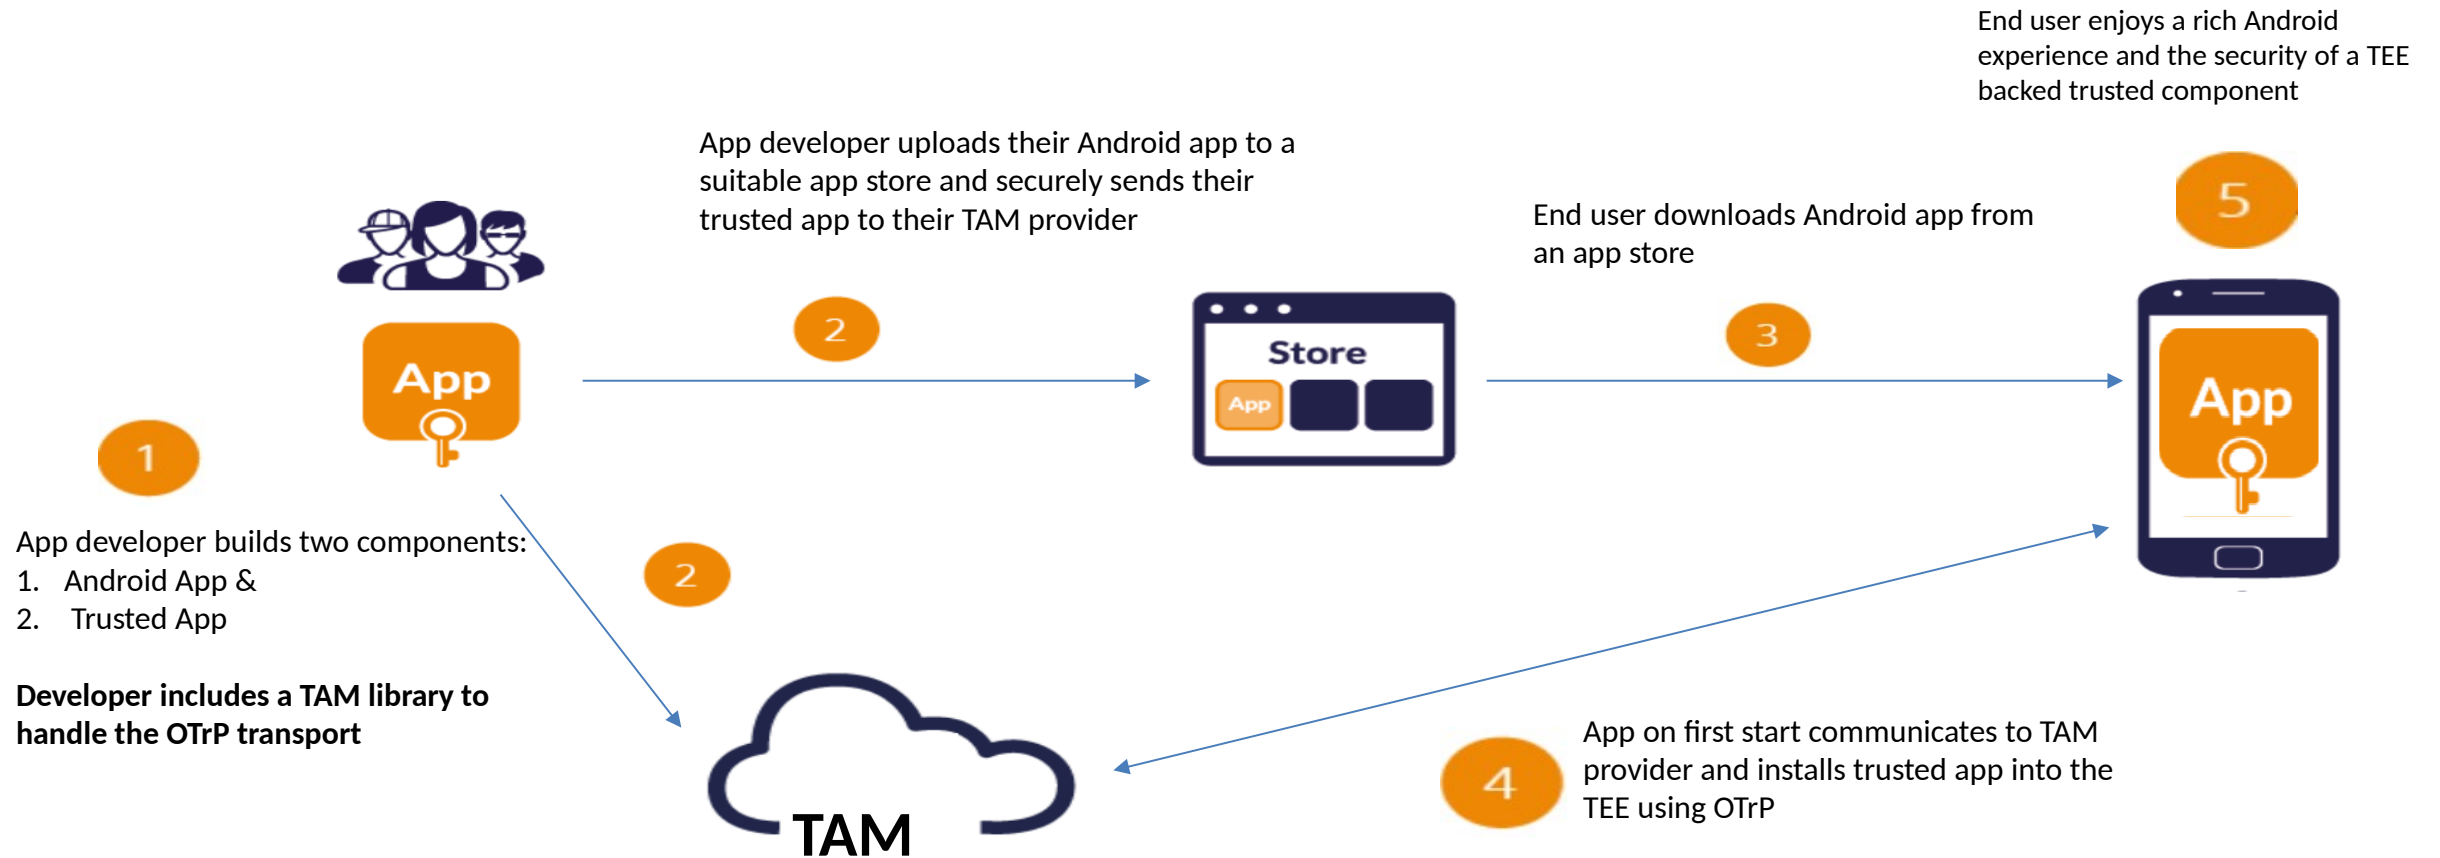 End user enjoys a rich Android
experience and the security of a TEE
backed trusted component
App developer uploads their Android app to a
suitable app store and securely sends their
trusted app to their TAM provider
End user downloads Android app from
an app store
5
2
3
Store
App
App
App
1
App developer builds two components:
1. Android App &
2. Trusted App
2
Developer includes a TAM library to
handle the OTrP transport
App on first start communicates to TAM
provider and installs trusted app into the
TEE using OTrP
4
TAM